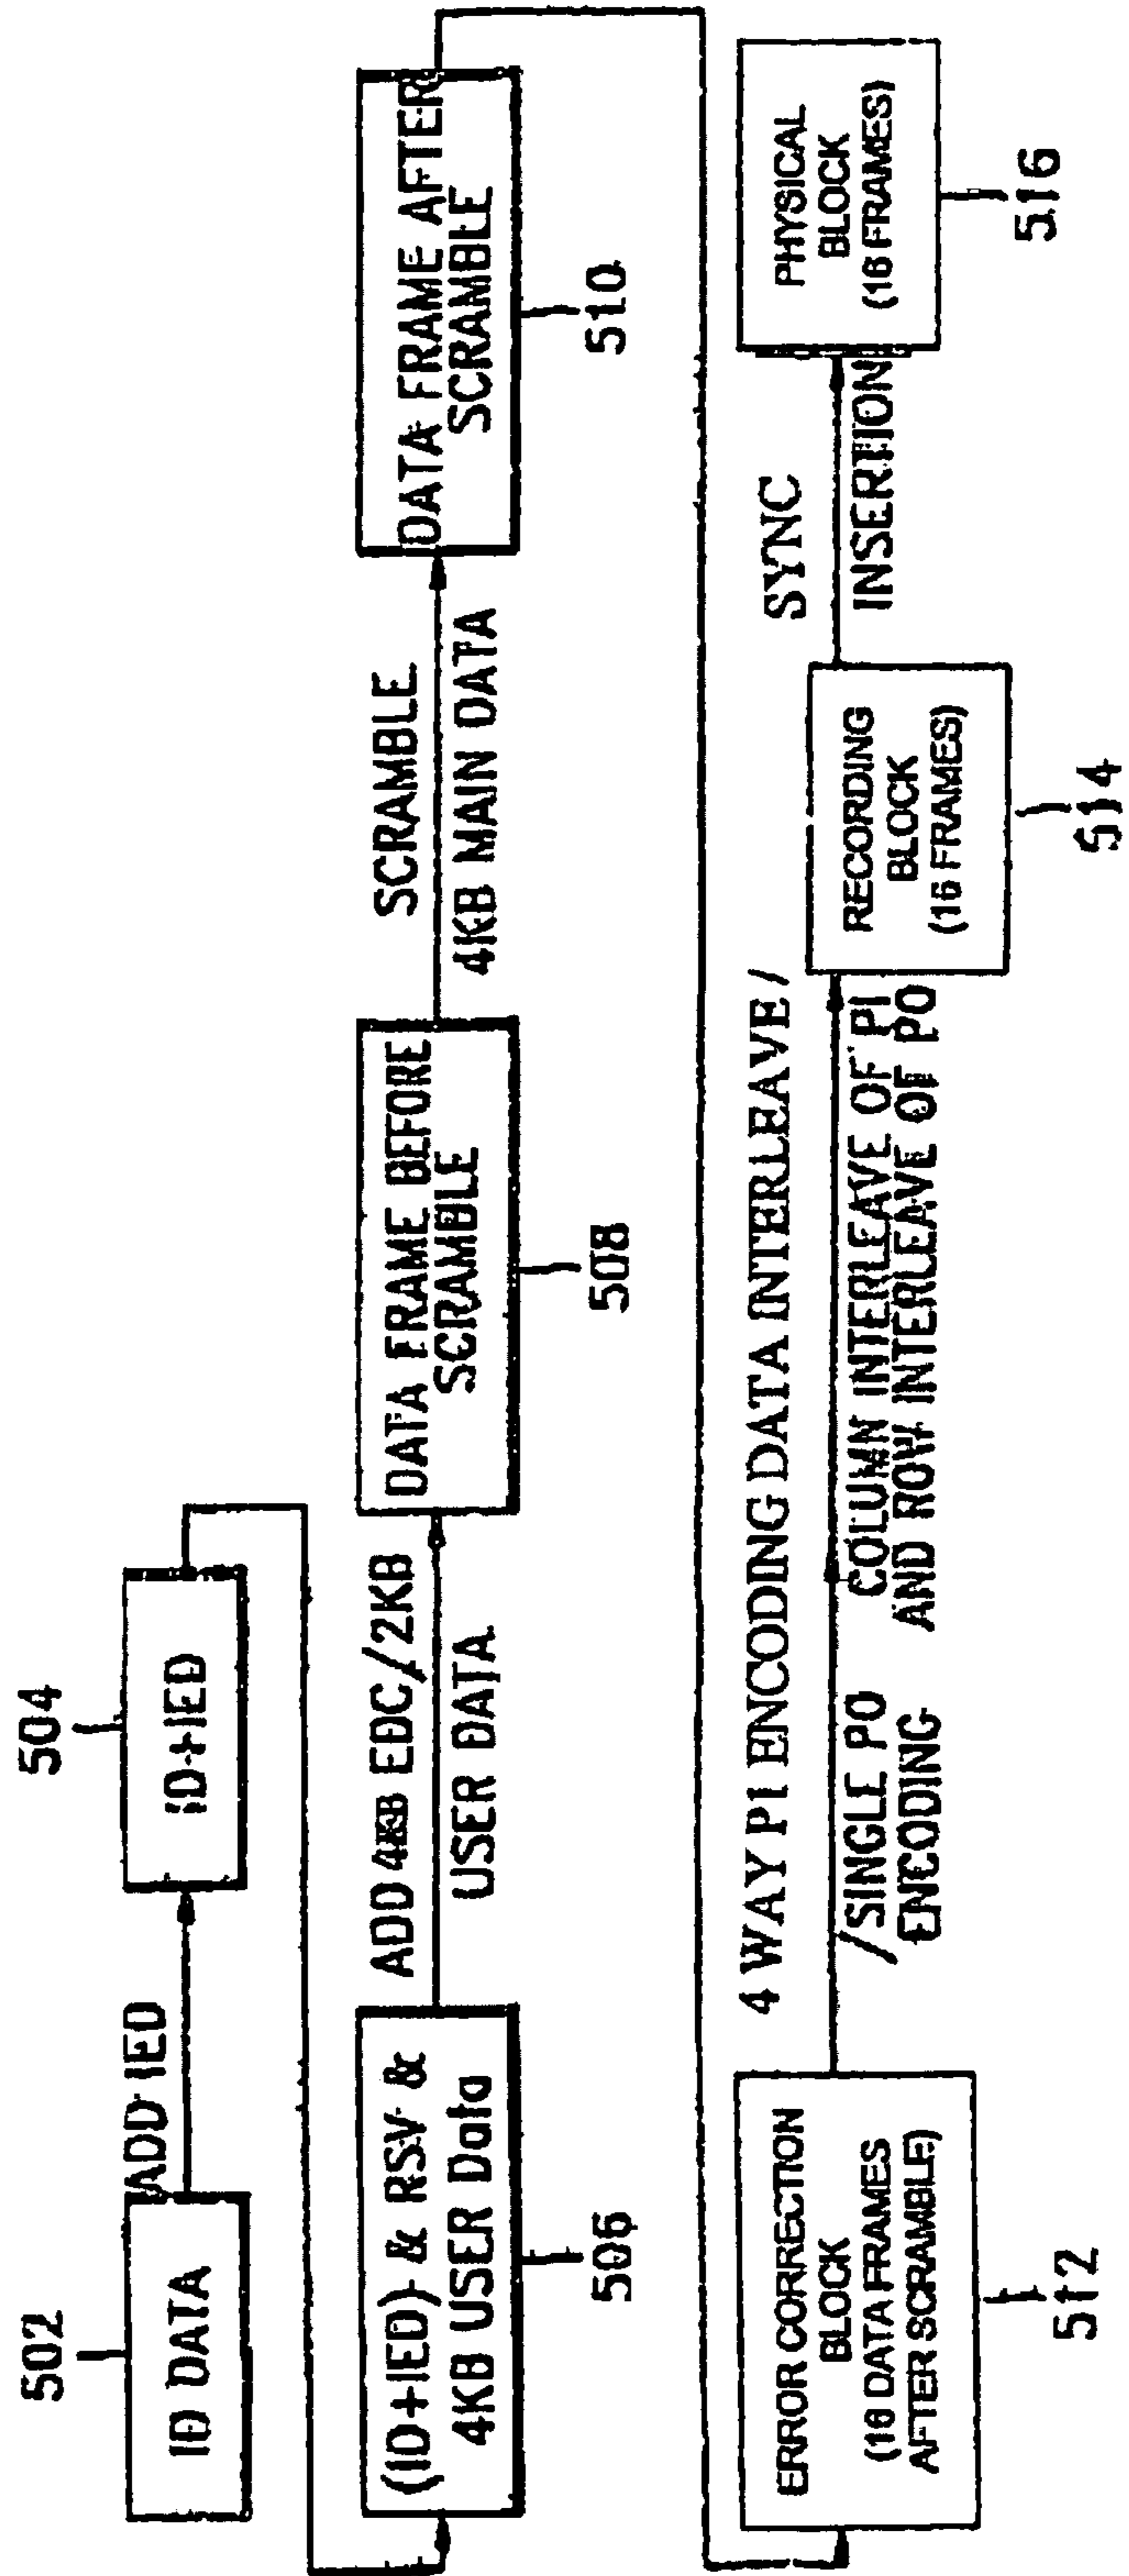 502
ID DATA
ADD IED
504
ID+IED
(ID+IED) & RSV &
4KB USER Data
506
ADD 4KB EDC/2KB
USER DATA
DATA FRAME BEFORE
SCRAMBLE
508
SCRAMBLE
4KB MAIN DATA
DATA FRAME AFTER
SCRAMBLE
510
ERROR CORRECTION
BLOCK
(16 DATA FRAMES
AFTER SCRAMBLE)
512
4 WAY PI ENCODING DATA INTERLEAVE /
/SINGLE PO
ENCODING
COLUMN INTERLEAVE OF PI
AND ROW INTERLEAVE OF PO
RECORDING
BLOCK
(16 FRAMES)
514
SYNC
INSERTION
PHYSICAL
BLOCK
(16 FRAMES)
516